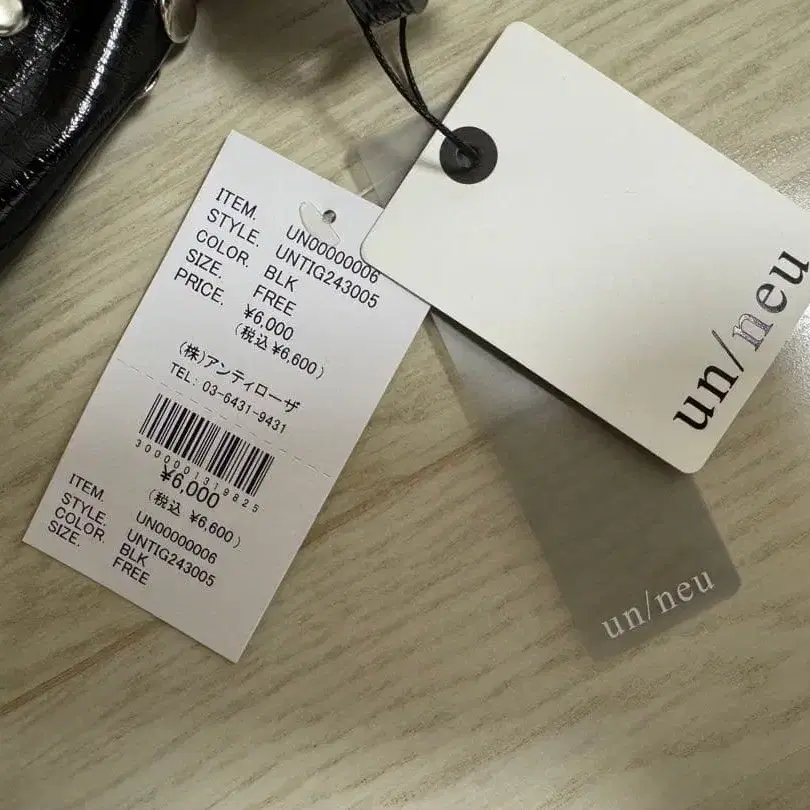 ITEM. UN00000006
STYLE. UNTIG243005
COLOR. BLK
SIZE. FREE
PRICE. ¥6,000
(税込 ¥6,600)
(株)アンティローザ
TEL: 03-6431-9431
3000001319825
¥6,000
(税込 ¥6,600)
ITEM. UN00000006
STYLE. UNTIG243005
COLOR. BLK
SIZE. FREE
un/neu
un/neu